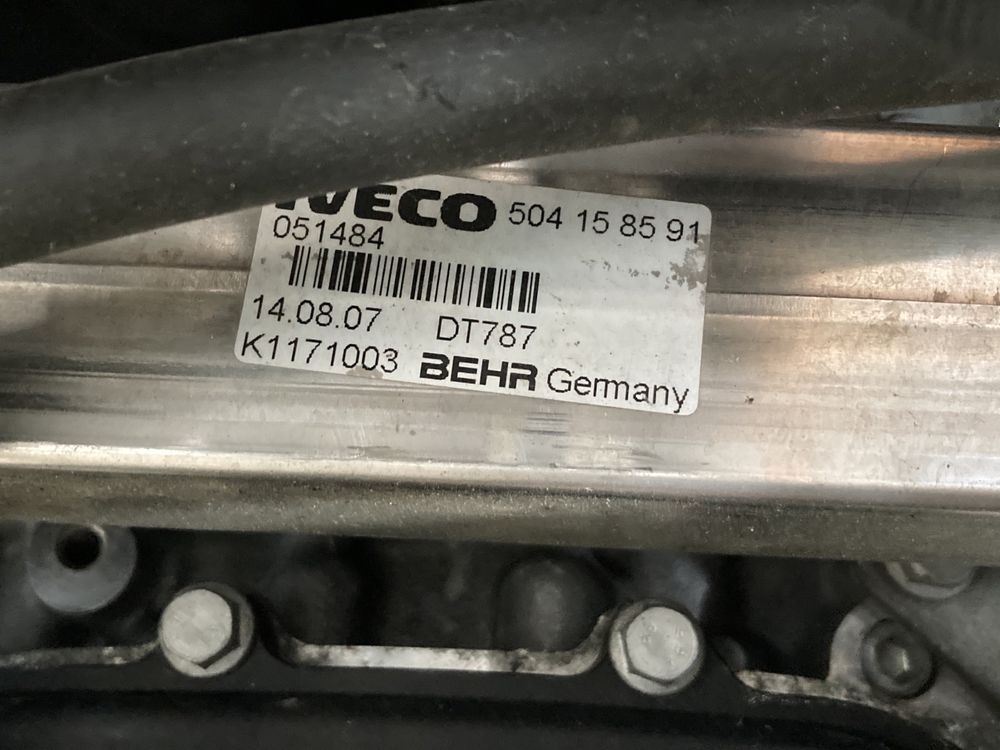 IVECO 504 15 85 91
051484
14.08.07 DT787
K1171003 BEHR Germany